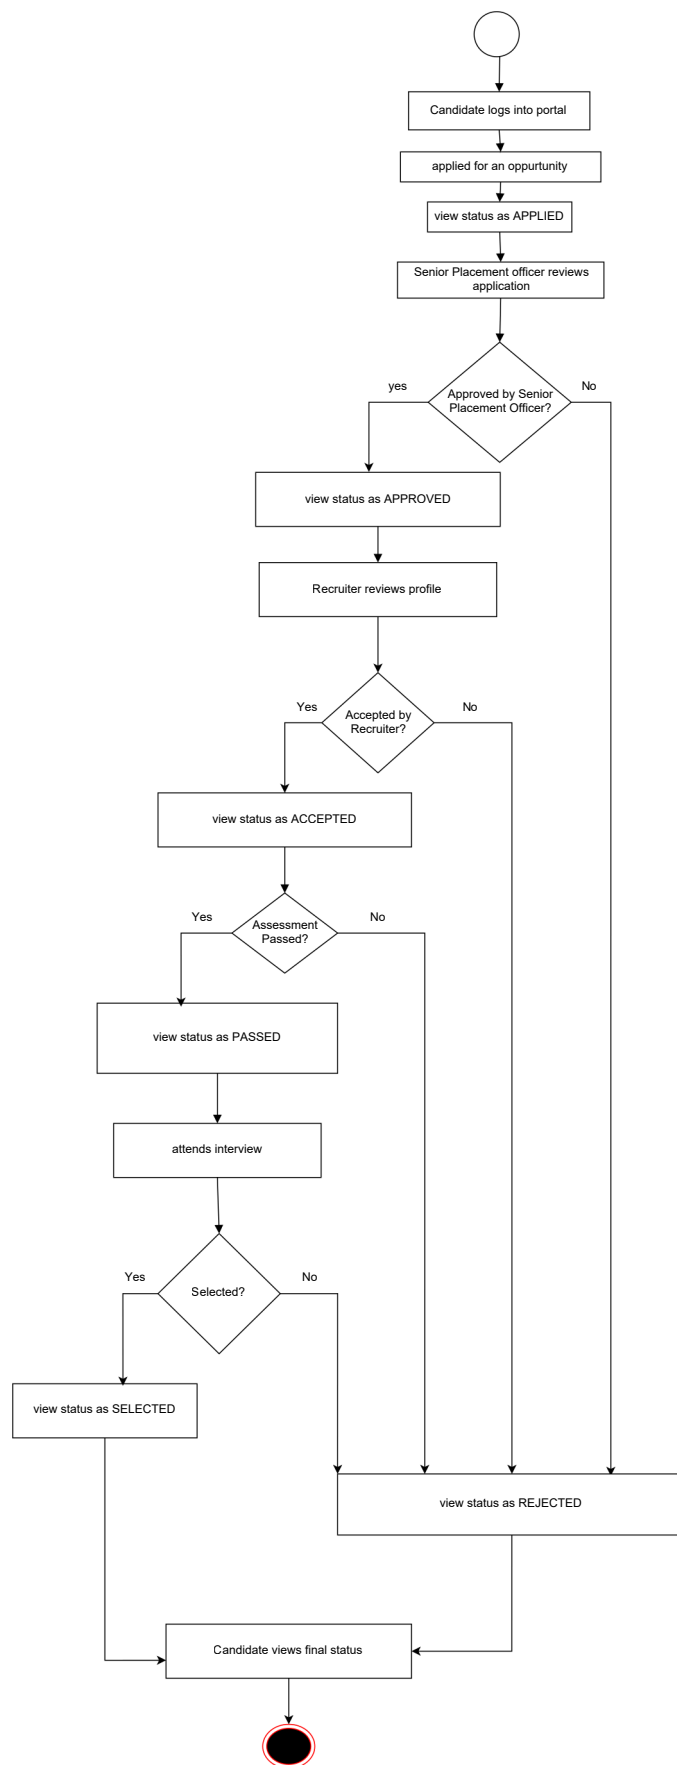 Candidate logs into portal
applied for an oppurtunity
view status as APPLIED
Senior Placement officer reviews
application
yes
Approved by Senior
Placement Officer?
No
view status as APPROVED
Recruiter reviews profile
Yes
Accepted by
Recruiter?
No
view status as ACCEPTED
Yes
Assessment
Passed?
No
view status as PASSED
attends interview
Yes
Selected?
No
view status as SELECTED
view status as REJECTED
Candidate views final status